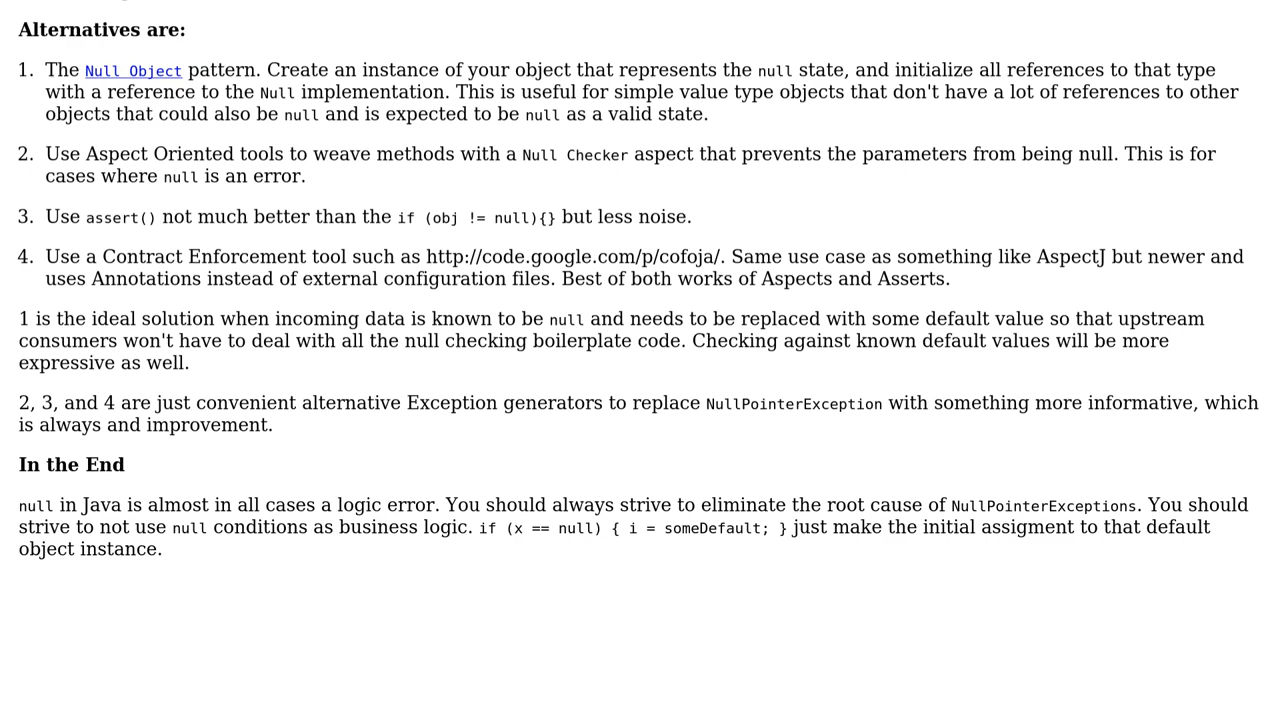 Alternatives are:
1. The Null Object pattern. Create an instance of your object that represents the null state, and initialize all references to that type
with a reference to the Null implementation. This is useful for simple value type objects that don't have a lot of references to other
objects that could also be null and is expected to be null as a valid state.
2. Use Aspect Oriented tools to weave methods with a Null Checker aspect that prevents the parameters from being null. This is for
cases where null is an error.
3. Use assert() not much better than the if (obj != null){} but less noise.
4. Use a Contract Enforcement tool such as http://code.google.com/p/cofoja/. Same use case as something like AspectJ but newer and
uses Annotations instead of external configuration files. Best of both works of Aspects and Asserts.
1 is the ideal solution when incoming data is known to be null and needs to be replaced with some default value so that upstream
consumers won't have to deal with all the null checking boilerplate code. Checking against known default values will be more
expressive as well.
2, 3, and 4 are just convenient alternative Exception generators to replace NullPointerException with something more informative, which
is always and improvement.
In the End
null in Java is almost in all cases a logic error. You should always strive to eliminate the root cause of NullPointerExceptions. You should
strive to not use null conditions as business logic. if (x == null) { i = someDefault; } just make the initial assigment to that default
object instance.